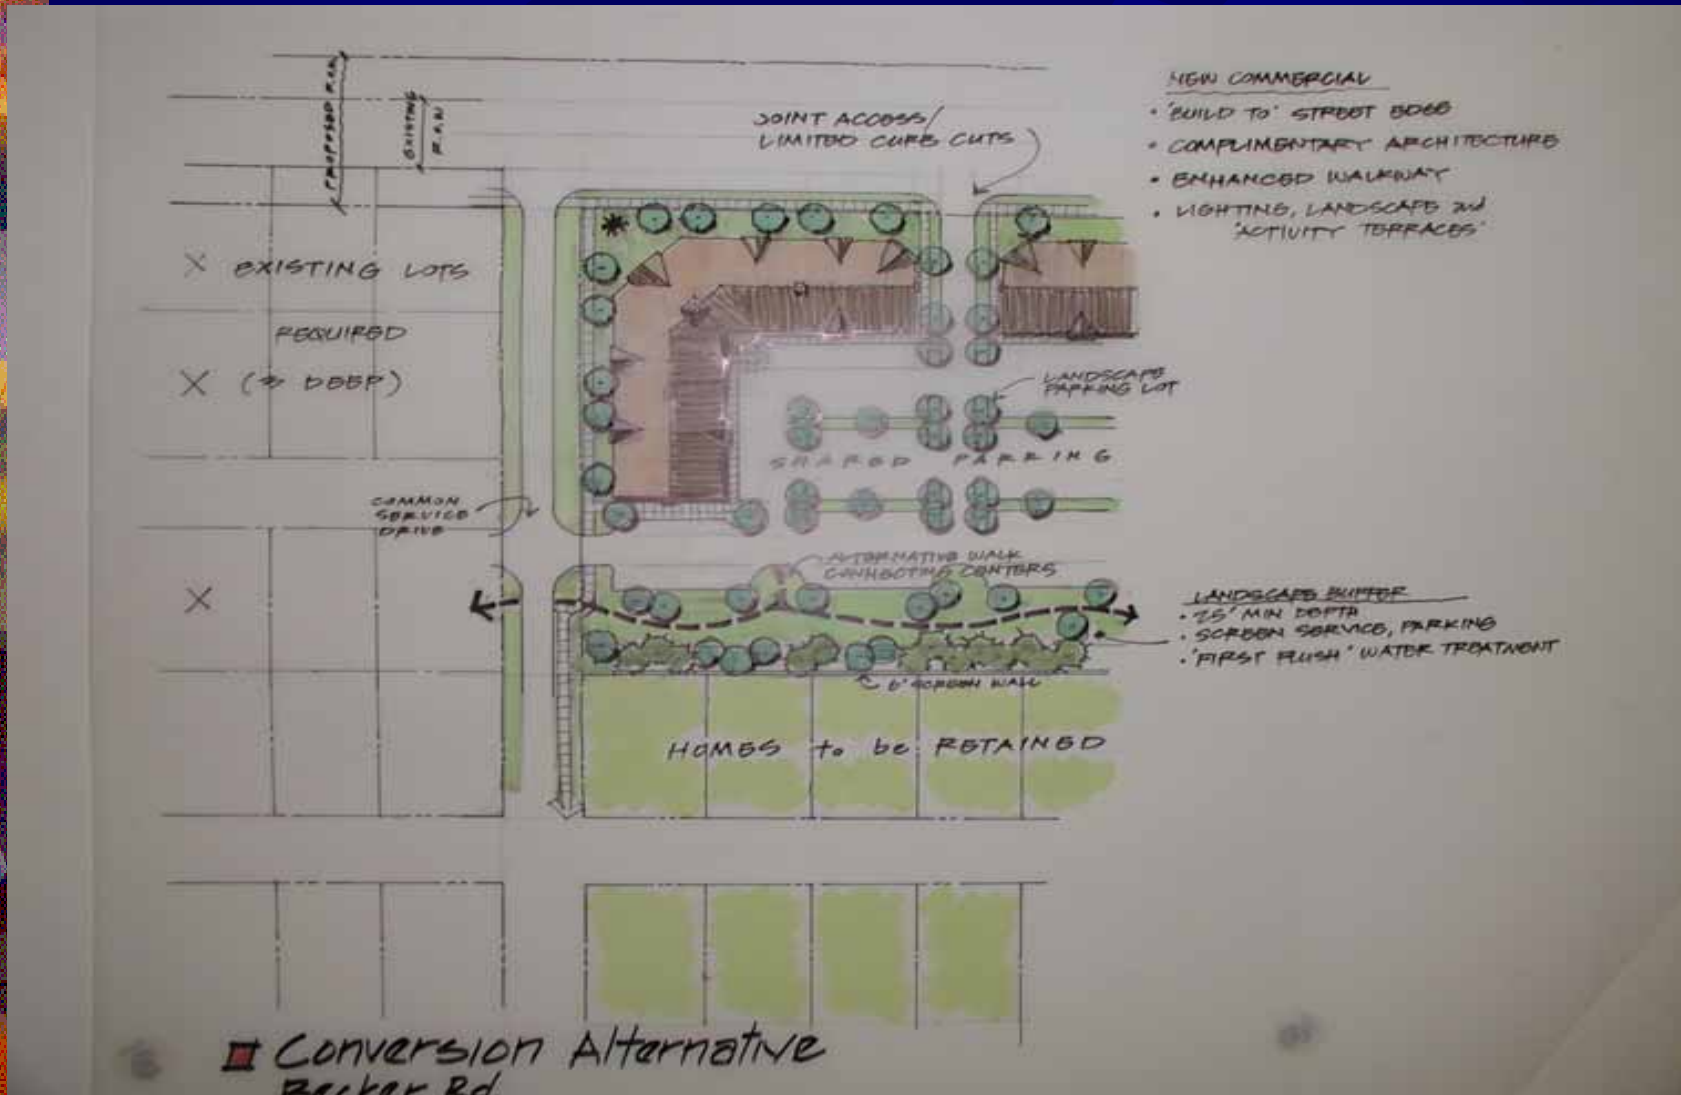 PROPOSED R.O.W
EXISTING
R.O.W
JOINT ACCESS/
LIMITED CURB CUTS
NEW COMMERCIAL
• 'BUILD TO' STREET EDGE
• COMPLIMENTARY ARCHITECTURE
• ENHANCED WALKWAY
• LIGHTING, LANDSCAPE and
'ACTIVITY TERRACES'
X EXISTING LOTS
REQUIRED
X DEEP)
LANDSCAPE
PARKING LOT
SHARED PARKING
COMMON
SERVICE
DRIVE
ALTERNATIVE WALK
CONNECTING CENTERS
X
LANDSCAPE BUFFER
• 25' MIN DEPTH
• SCREEN SERVICE, PARKING
• 'FIRST FLUSH' WATER TREATMENT
6' SCREEN WALL
HOMES to be RETAINED
Conversion Alternative
Becker Rd